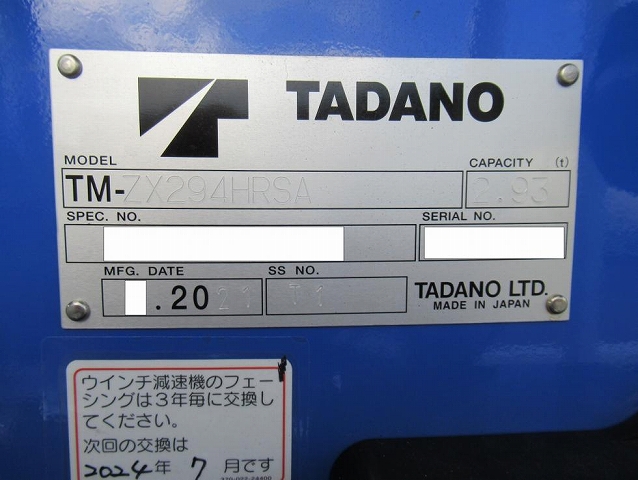 TADANO
MODEL
CAPACITY (t)
TM-ZX294HRSA
2.93
SPEC. NO.
SERIAL NO.
MFG. DATE
SS NO.
.2021
T1
TADANO LTD.
MADE IN JAPAN
ウインチ減速機のフェー
シングは3年毎に交換し
てください。
次回の交換は
2024年 7月です